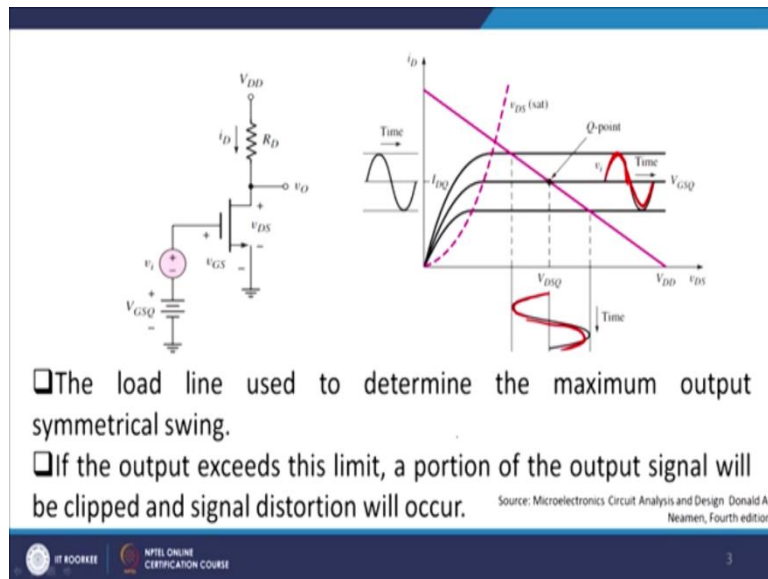 V_DD
i_D
R_D
v_O
+
v_DS
−
+
v_GS
−
v_i
+
−
+
V_GSQ
−
i_D
v_DS (sat)
Time
Q-point
v_i
Time
I_DQ
V_GSQ
V_DSQ
V_DD
v_DS
Time
❑The load line used to determine the maximum output
symmetrical swing.
❑If the output exceeds this limit, a portion of the output signal will
be clipped and signal distortion will occur.
Source: Microelectronics Circuit Analysis and Design Donald A
Neamen, Fourth edition
IIT ROORKEE
NPTEL ONLINE
CERTIFICATION COURSE
3